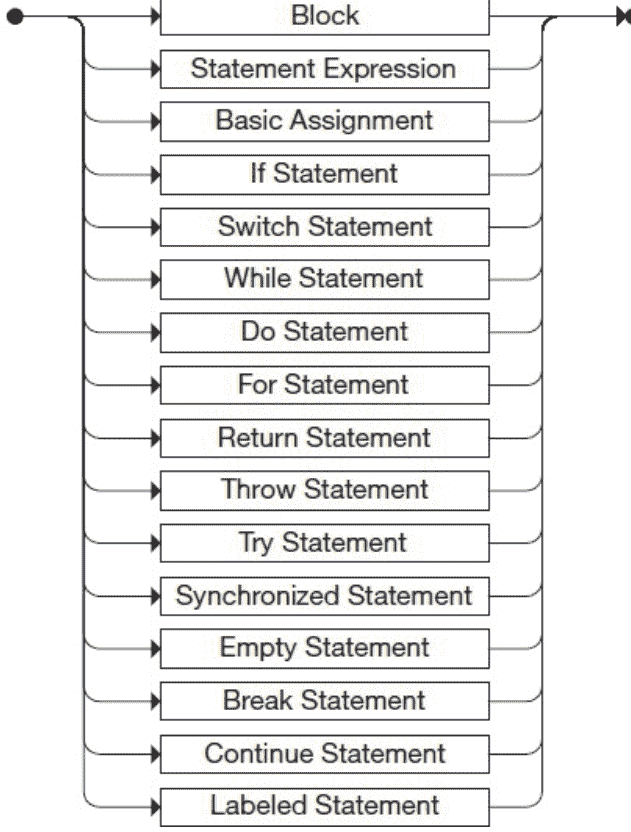 Block
Statement Expression
Basic Assignment
If Statement
Switch Statement
While Statement
Do Statement
For Statement
Return Statement
Throw Statement
Try Statement
Synchronized Statement
Empty Statement
Break Statement
Continue Statement
Labeled Statement